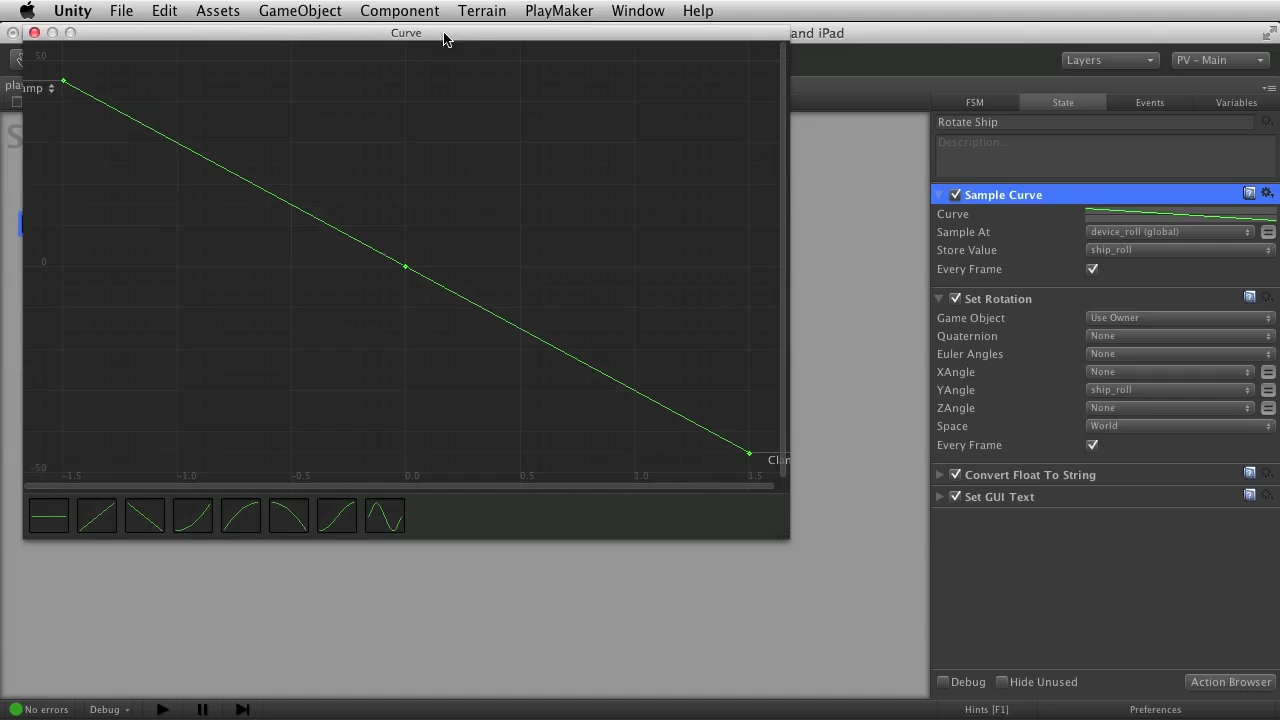 Unity File Edit Assets GameObject Component Terrain PlayMaker Window Help
Curve
and iPad
50
0
-50
-1.5 -1.0 -0.5 0.0 0.5 1.0 1.5
Layers PV - Main
FSM State Events Variables
Rotate Ship
Description...
Sample Curve
Curve
Sample At device_roll (global)
Store Value ship_roll
Every Frame
Set Rotation
Game Object Use Owner
Quaternion None
Euler Angles None
XAngle None
YAngle ship_roll
ZAngle None
Space World
Every Frame
Convert Float To String
Set GUI Text
Debug Hide Unused Action Browser
No errors Debug Hints [F1] Preferences